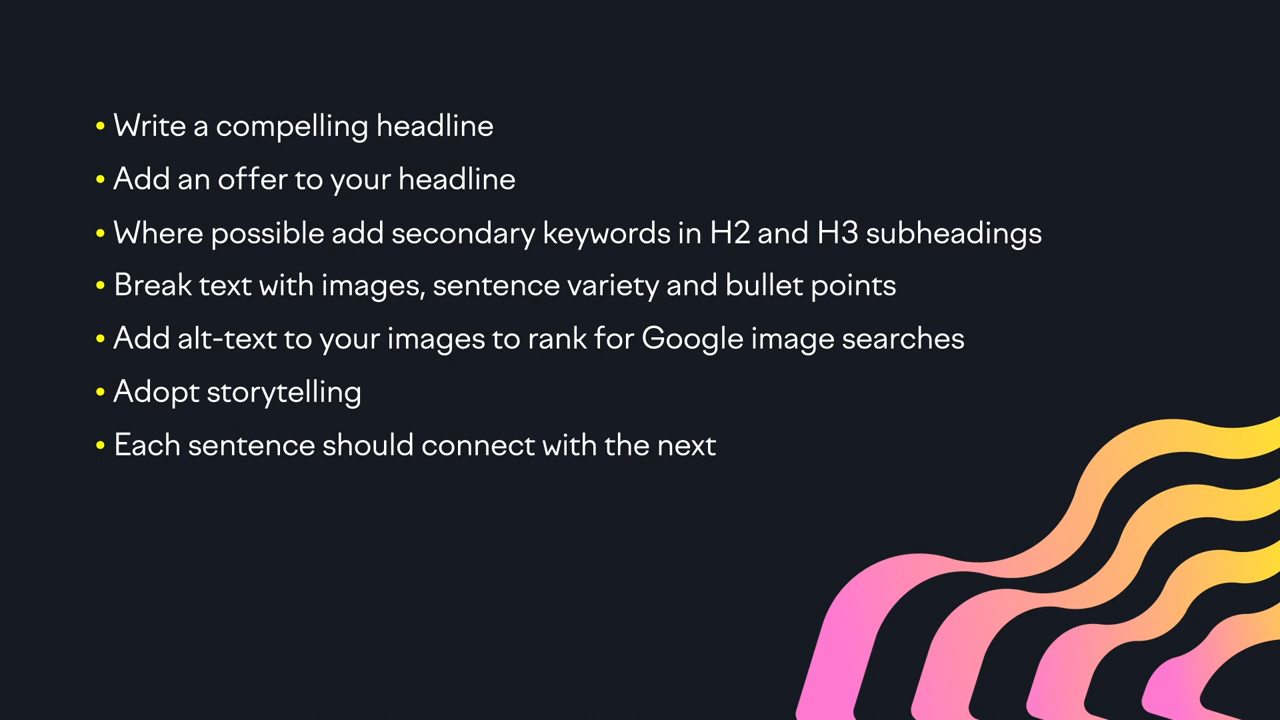 • Write a compelling headline
• Add an offer to your headline
• Where possible add secondary keywords in H2 and H3 subheadings
• Break text with images, sentence variety and bullet points
• Add alt-text to your images to rank for Google image searches
• Adopt storytelling
• Each sentence should connect with the next